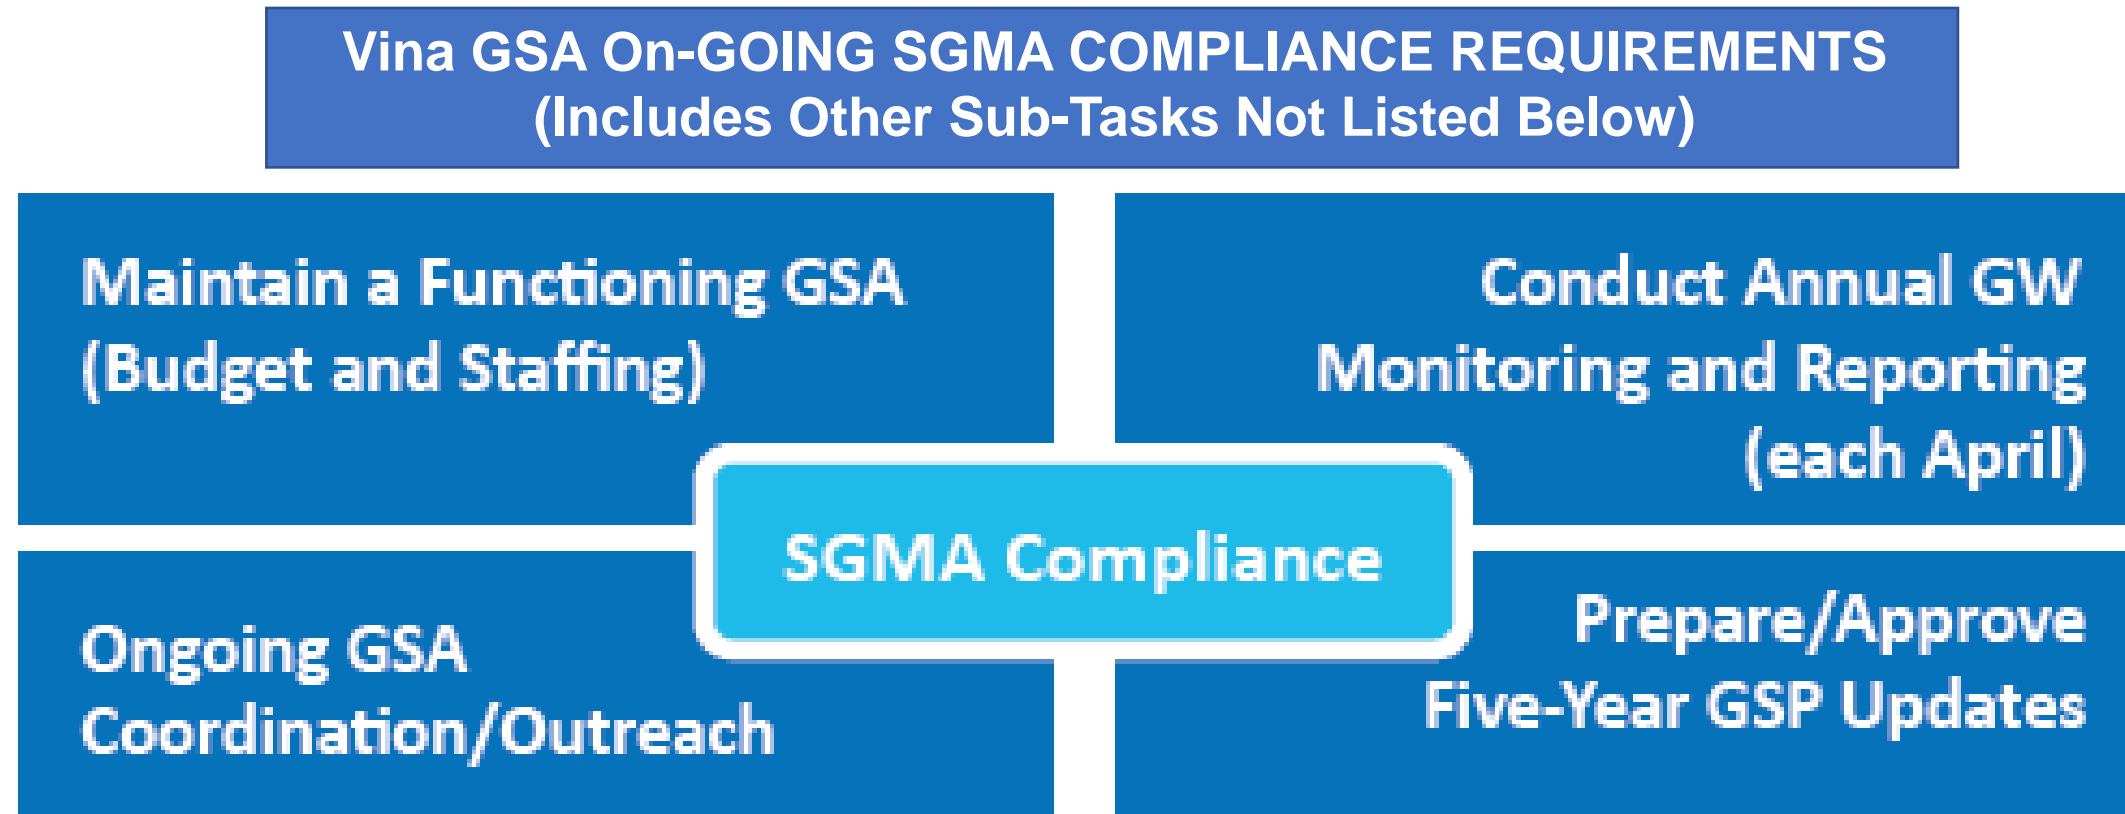 Vina GSA On-GOING SGMA COMPLIANCE REQUIREMENTS
(Includes Other Sub-Tasks Not Listed Below)
Maintain a Functioning GSA
(Budget and Staffing)
Conduct Annual GW
Monitoring and Reporting
(each April)
SGMA Compliance
Ongoing GSA
Coordination/Outreach
Prepare/Approve
Five-Year GSP Updates